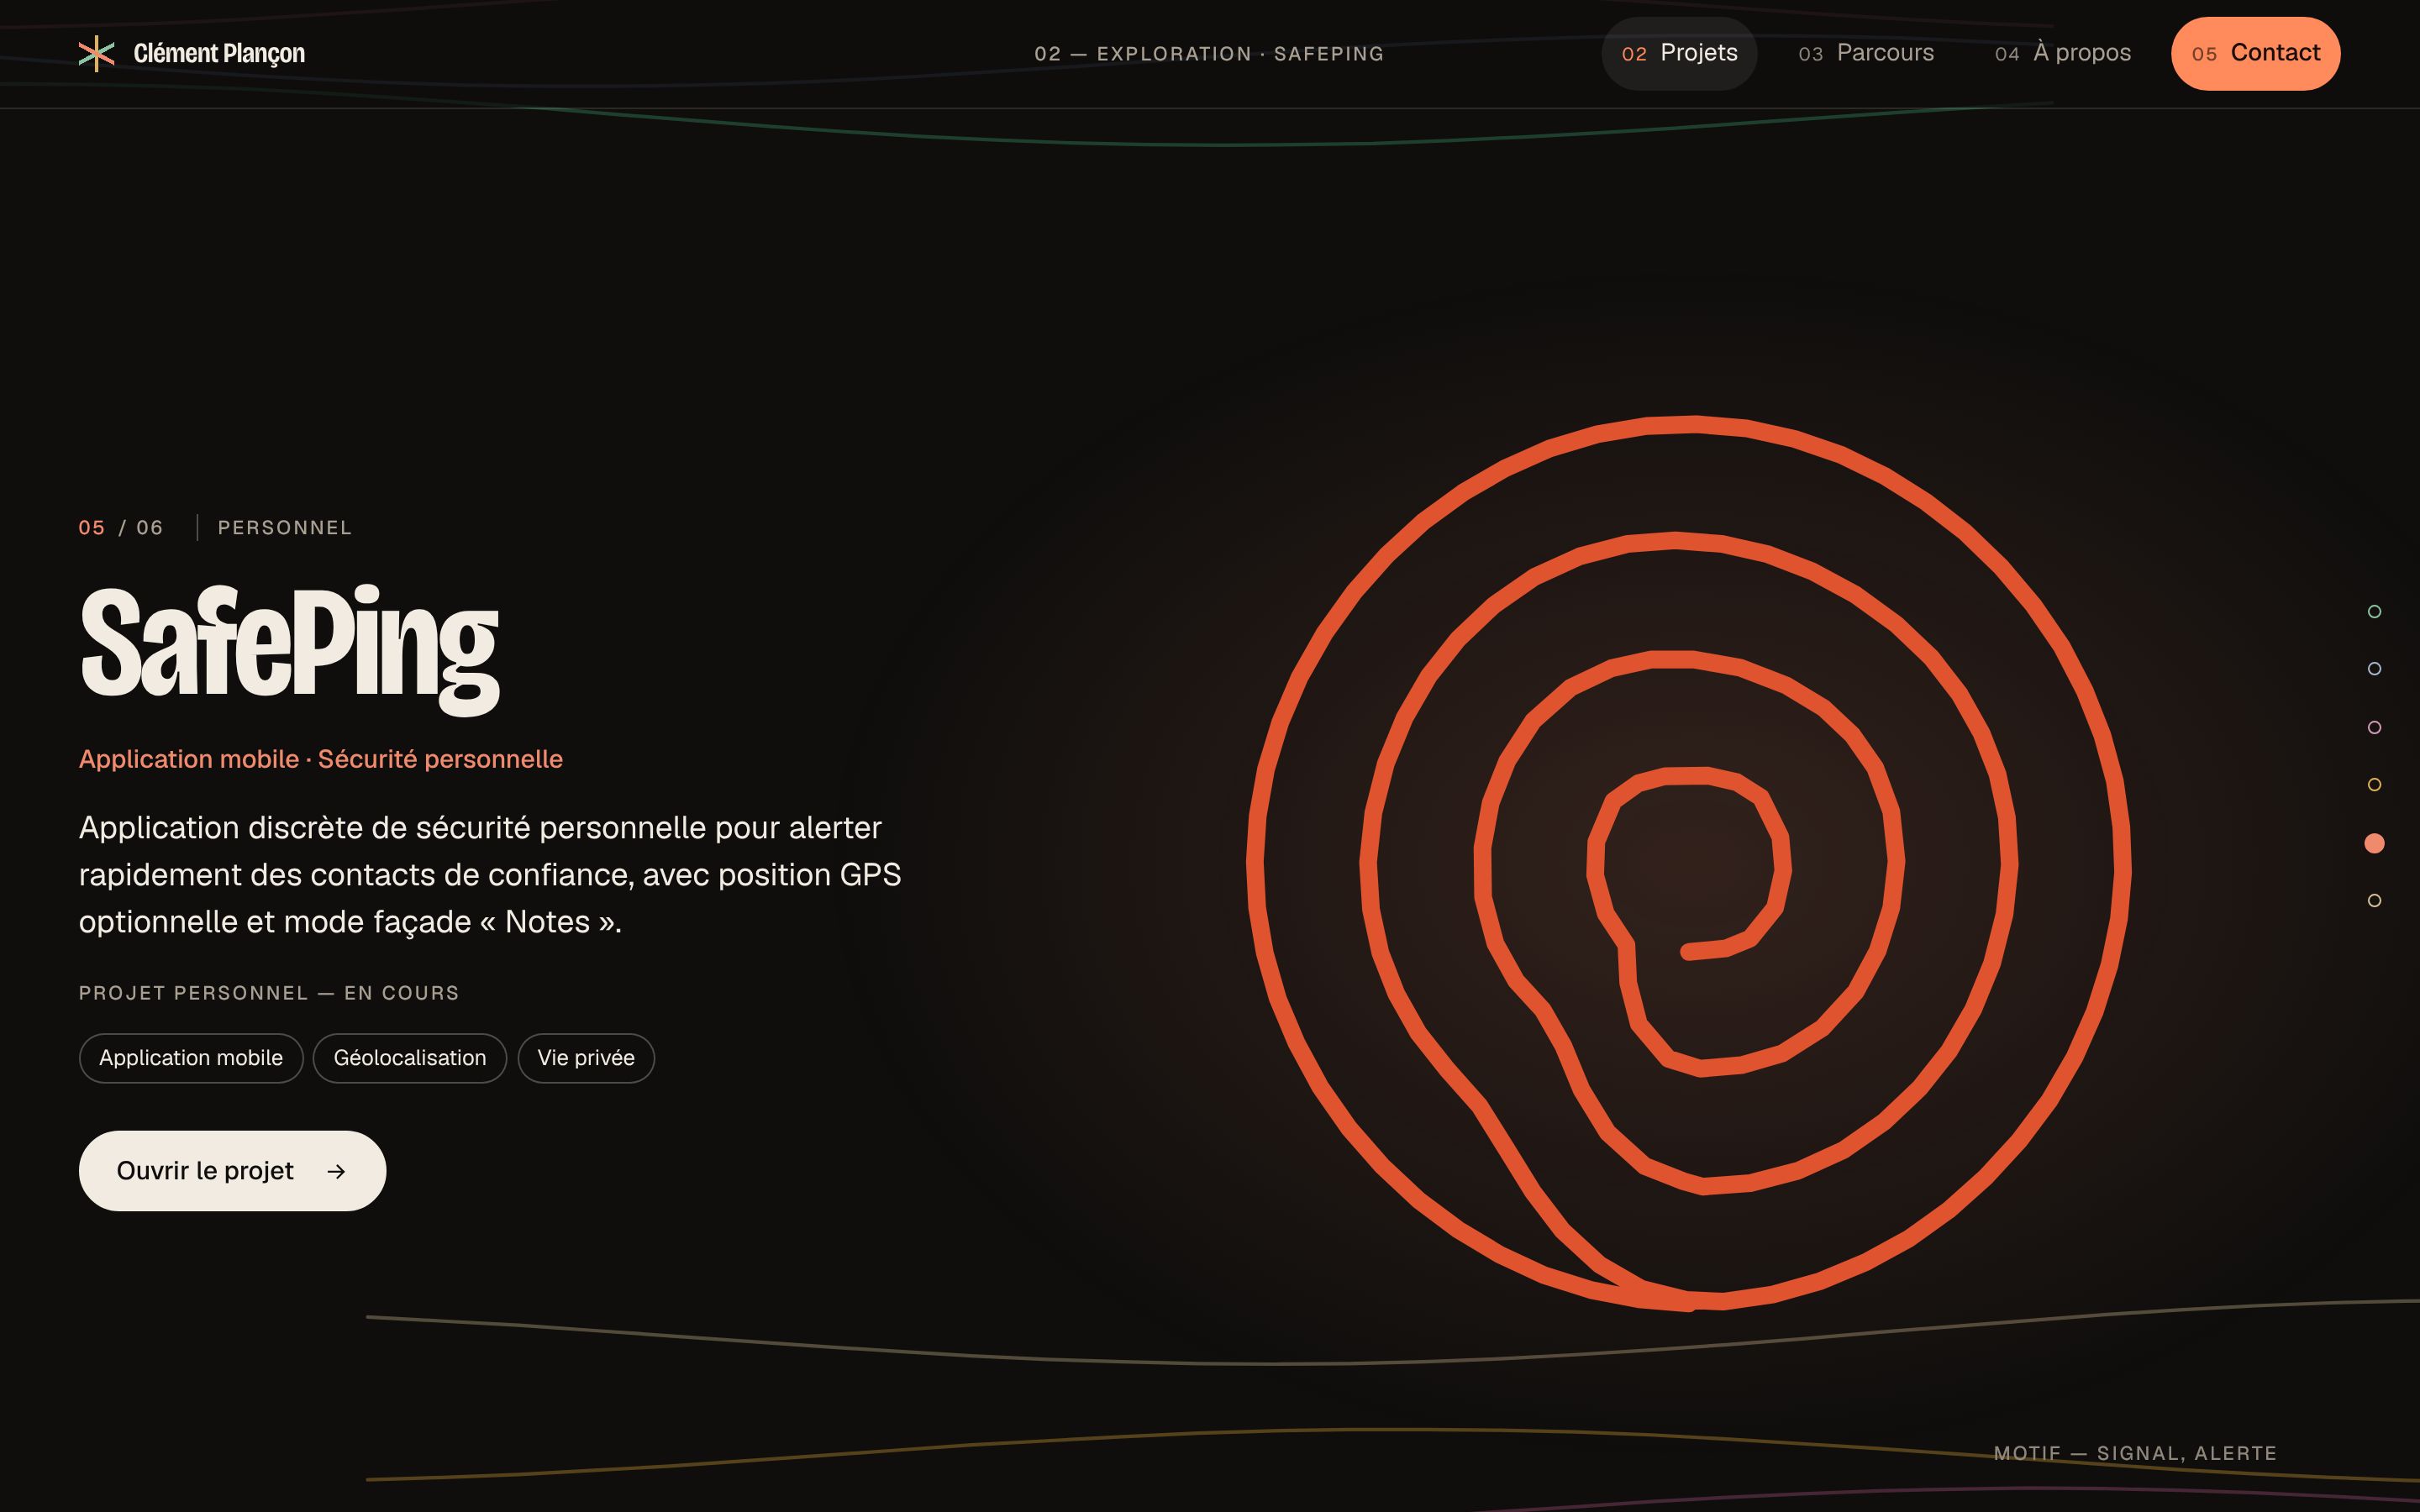 Clément Plançon
02 — EXPLORATION · SAFEPING
02 Projets
03 Parcours
04 À propos
05 Contact
05 / 06
PERSONNEL
SafePing
Application mobile · Sécurité personnelle
Application discrète de sécurité personnelle pour alerter
rapidement des contacts de confiance, avec position GPS
optionnelle et mode façade « Notes ».
PROJET PERSONNEL — EN COURS
Application mobile
Géolocalisation
Vie privée
Ouvrir le projet →
MOTIF — SIGNAL, ALERTE